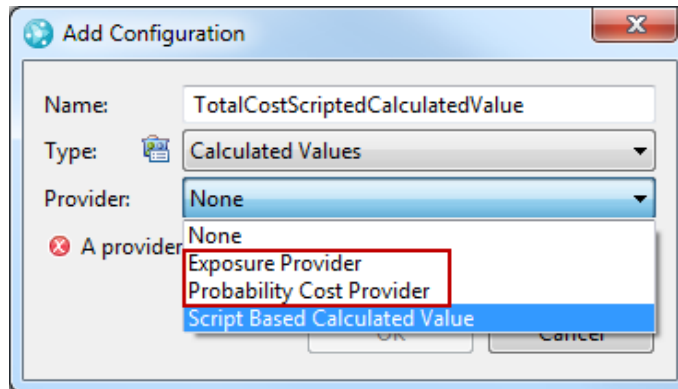 Add Configuration
Name: TotalCostScriptedCalculatedValue
Type: Calculated Values
Provider: None
None
A provider
Exposure Provider
Probability Cost Provider
Script Based Calculated Value
OK Cancel